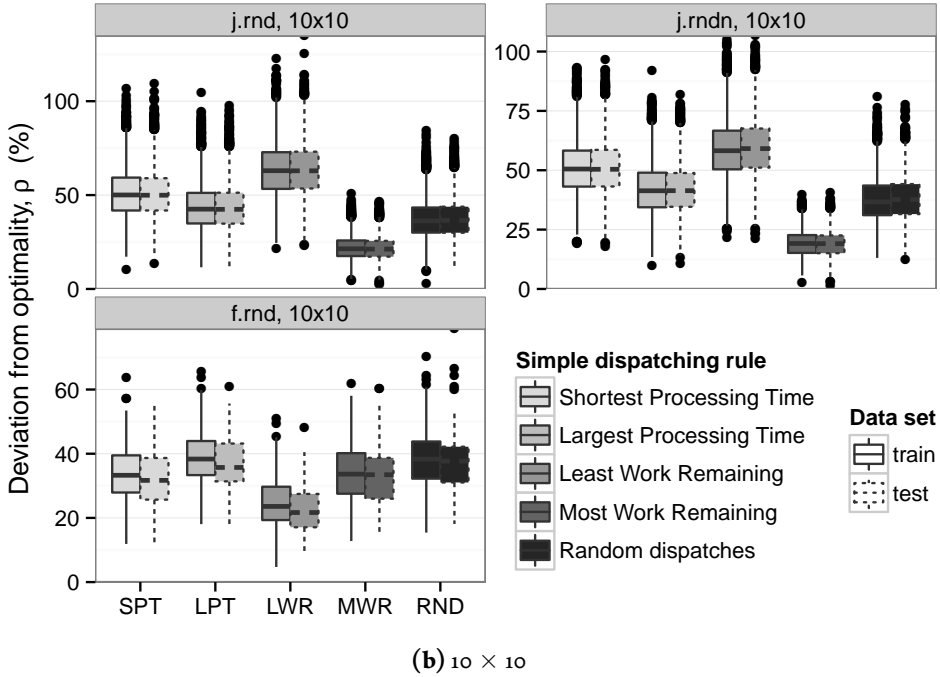 j.rnd, 10x10
j.rndn, 10x10
100
50
0
100
75
50
25
0
Deviation from optimality, ρ (%)
f.rnd, 10x10
60
40
20
0
SPT LPT LWR MWR RND
Simple dispatching rule
Shortest Processing Time
Largest Processing Time
Least Work Remaining
Most Work Remaining
Random dispatches
Data set
train
test
(b) 10 × 10